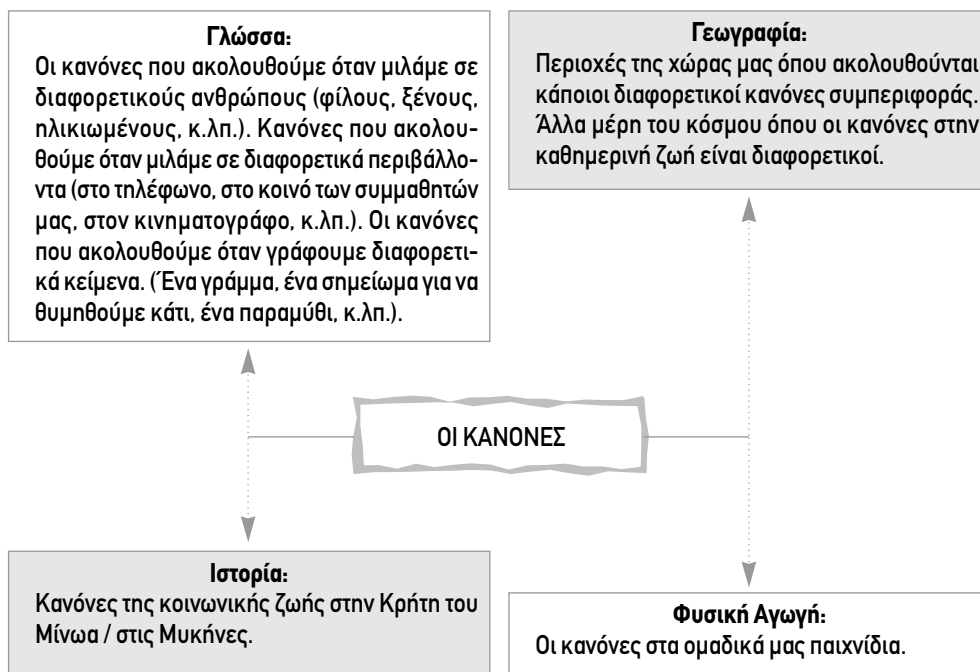 Γλώσσα:
Οι κανόνες που ακολουθούμε όταν μιλάμε σε
διαφορετικούς ανθρώπους (φίλους, ξένους,
ηλικιωμένους, κ.λπ.). Κανόνες που ακολου-
θούμε όταν μιλάμε σε διαφορετικά περιβάλλο-
ντα (στο τηλέφωνο, στο κοινό των συμμαθητών
μας, στον κινηματογράφο, κ.λπ.). Οι κανόνες
που ακολουθούμε όταν γράφουμε διαφορετι-
κά κείμενα. (Ένα γράμμα, ένα σημείωμα για να
θυμηθούμε κάτι, ένα παραμύθι, κ.λπ.).
Γεωγραφία:
Περιοχές της χώρας μας όπου ακολουθούνται
κάποιοι διαφορετικοί κανόνες συμπεριφοράς.
Άλλα μέρη του κόσμου όπου οι κανόνες στην
καθημερινή ζωή είναι διαφορετικοί.
ΟΙ ΚΑΝΟΝΕΣ
Ιστορία:
Κανόνες της κοινωνικής ζωής στην Κρήτη του
Μίνωα / στις Μυκήνες.
Φυσική Αγωγή:
Οι κανόνες στα ομαδικά μας παιχνίδια.